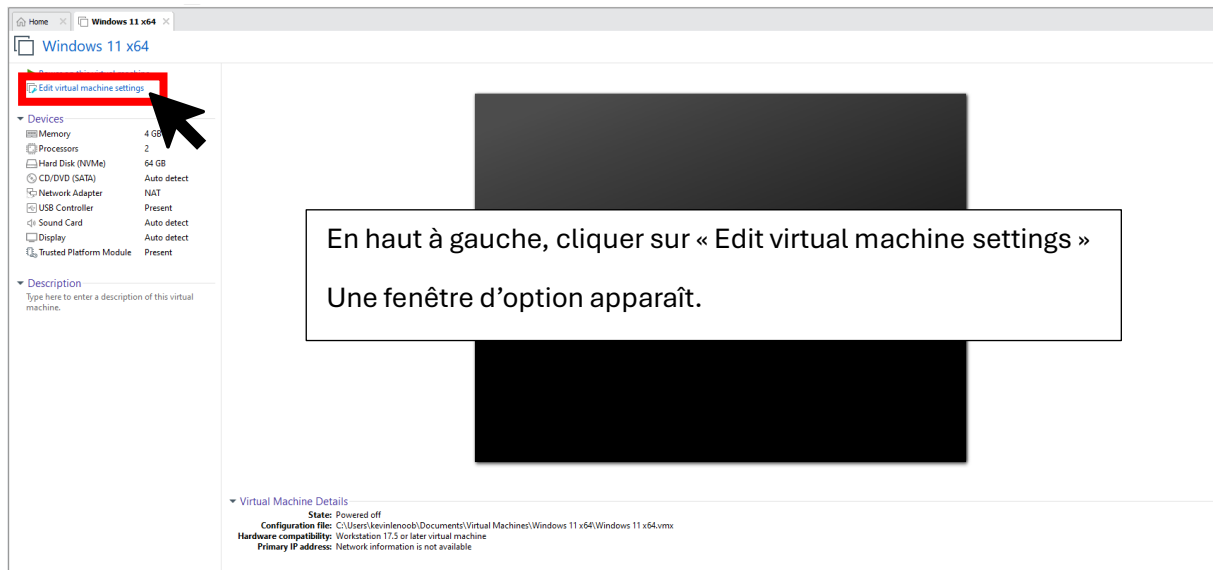 Home
Windows 11 x64
Windows 11 x64
Edit virtual machine settings
Devices
Memory 4 GB
Processors 2
Hard Disk (NVMe) 64 GB
CD/DVD (SATA) Auto detect
Network Adapter NAT
USB Controller Present
Sound Card Auto detect
Display Auto detect
Trusted Platform Module Present
Description
Type here to enter a description of this virtual
machine.
En haut à gauche, cliquer sur « Edit virtual machine settings »
Une fenêtre d’option apparaît.
Virtual Machine Details
State: Powered off
Configuration file: C:\Users\kevinlenoob\Documents\Virtual Machines\Windows 11 x64\Windows 11 x64.vmx
Hardware compatibility: Workstation 17.5 or later virtual machine
Primary IP address: Network information is not available